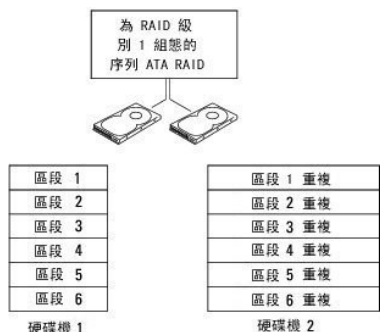 為 RAID 級
別 1 組態的
序列 ATA RAID
區段 1
區段 2
區段 3
區段 4
區段 5
區段 6
硬碟機 1
區段 1 重複
區段 2 重複
區段 3 重複
區段 4 重複
區段 5 重複
區段 6 重複
硬碟機 2